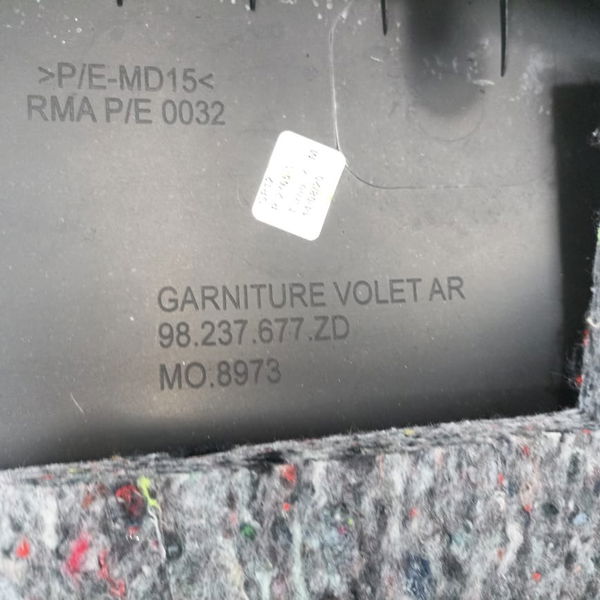 >P/E-MD15<
RMA P/E 0032
GARNITURE VOLET AR
98.237.677.ZD
MO.8973